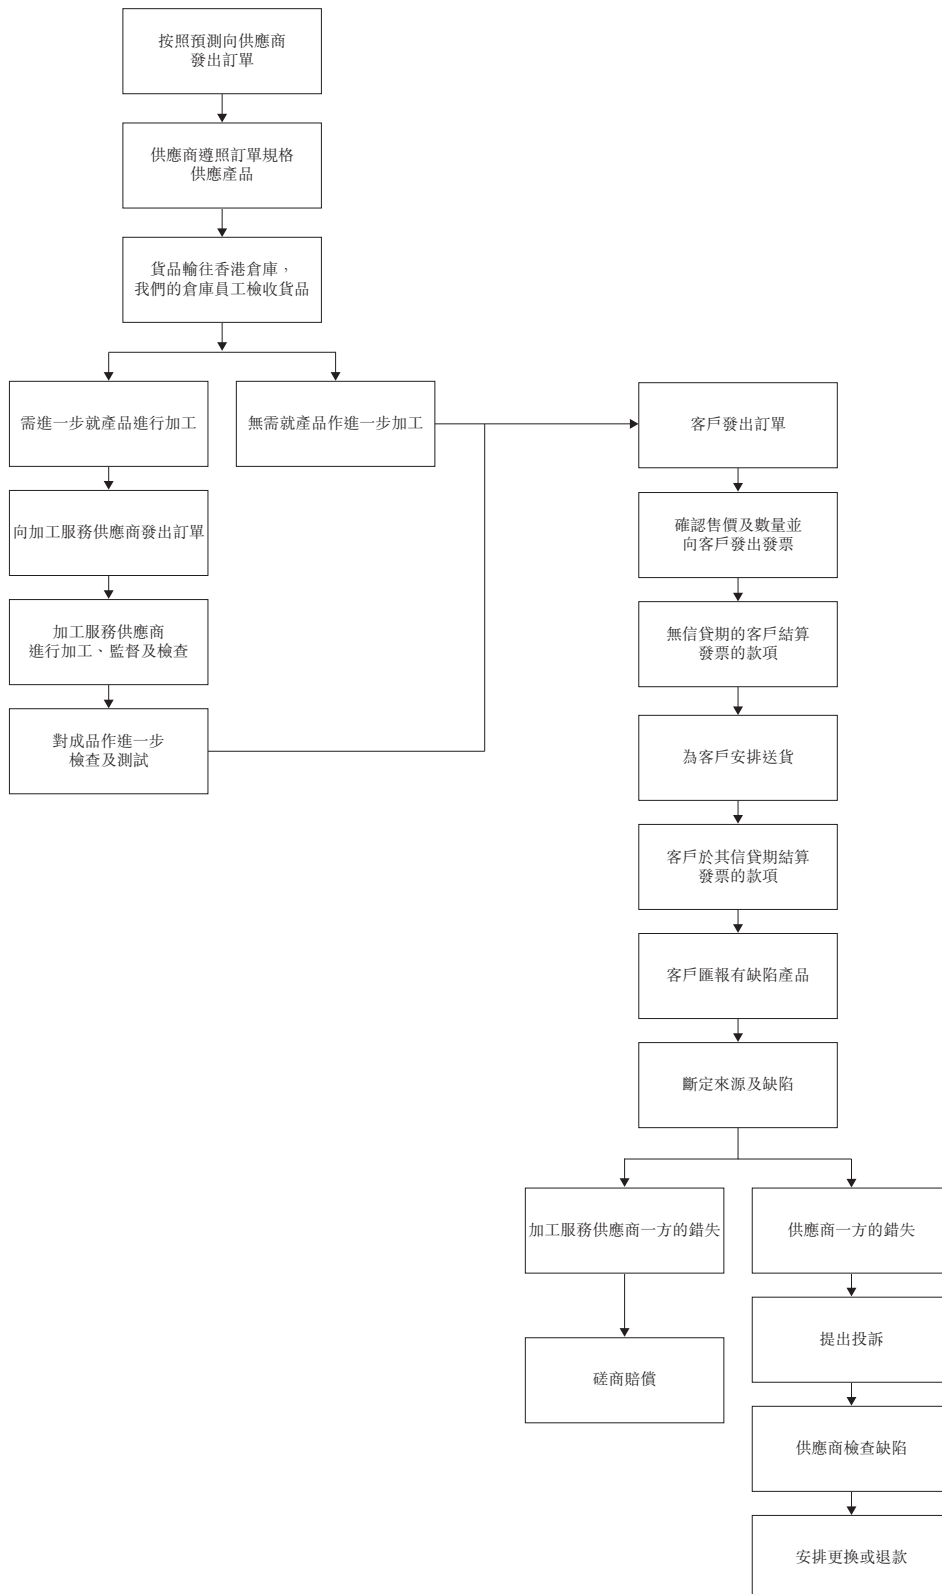 按照預測向供應商
發出訂單
供應商遵照訂單規格
供應產品
貨品輸往香港倉庫，
我們的倉庫員工檢收貨品
需進一步就產品進行加工
無需就產品作進一步加工
向加工服務供應商發出訂單
加工服務供應商
進行加工、監督及檢查
對成品作進一步
檢查及測試
客戶發出訂單
確認售價及數量並
向客戶發出發票
無信貸期的客戶結算
發票的款項
為客戶安排送貨
客戶於其信貸期結算
發票的款項
客戶匯報有缺陷產品
斷定來源及缺陷
加工服務供應商一方的錯失
磋商賠償
供應商一方的錯失
提出投訴
供應商檢查缺陷
安排更換或退款